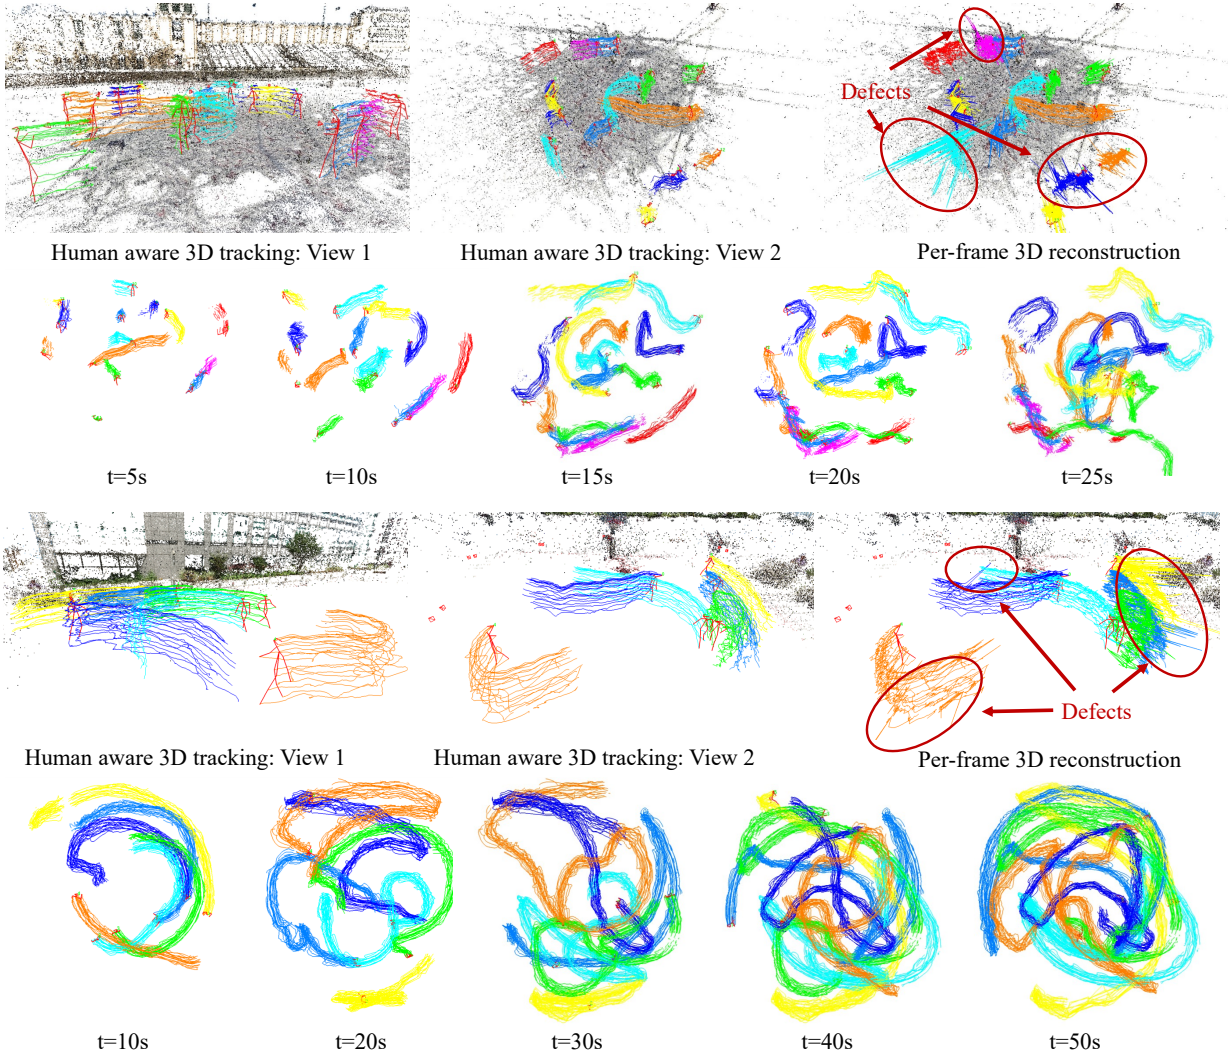 Defects
Human aware 3D tracking: View 1
Human aware 3D tracking: View 2
Per-frame 3D reconstruction
t=5s
t=10s
t=15s
t=20s
t=25s
Defects
Human aware 3D tracking: View 1
Human aware 3D tracking: View 2
Per-frame 3D reconstruction
t=10s
t=20s
t=30s
t=40s
t=50s